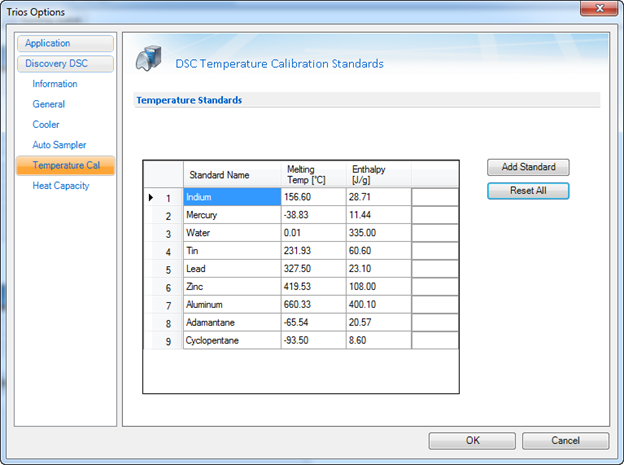 Trios Options
Application
Discovery DSC
Information
General
Cooler
Auto Sampler
Temperature Cal
Heat Capacity
DSC Temperature Calibration Standards
Temperature Standards
Standard Name Melting Temp [°C] Enthalpy [J/g]
1 Indium 156.60 28.71
2 Mercury -38.83 11.44
3 Water 0.01 335.00
4 Tin 231.93 60.60
5 Lead 327.50 23.10
6 Zinc 419.53 108.00
7 Aluminum 660.33 400.10
8 Adamantane -65.54 20.57
9 Cyclopentane -93.50 8.60
Add Standard
Reset All
OK Cancel